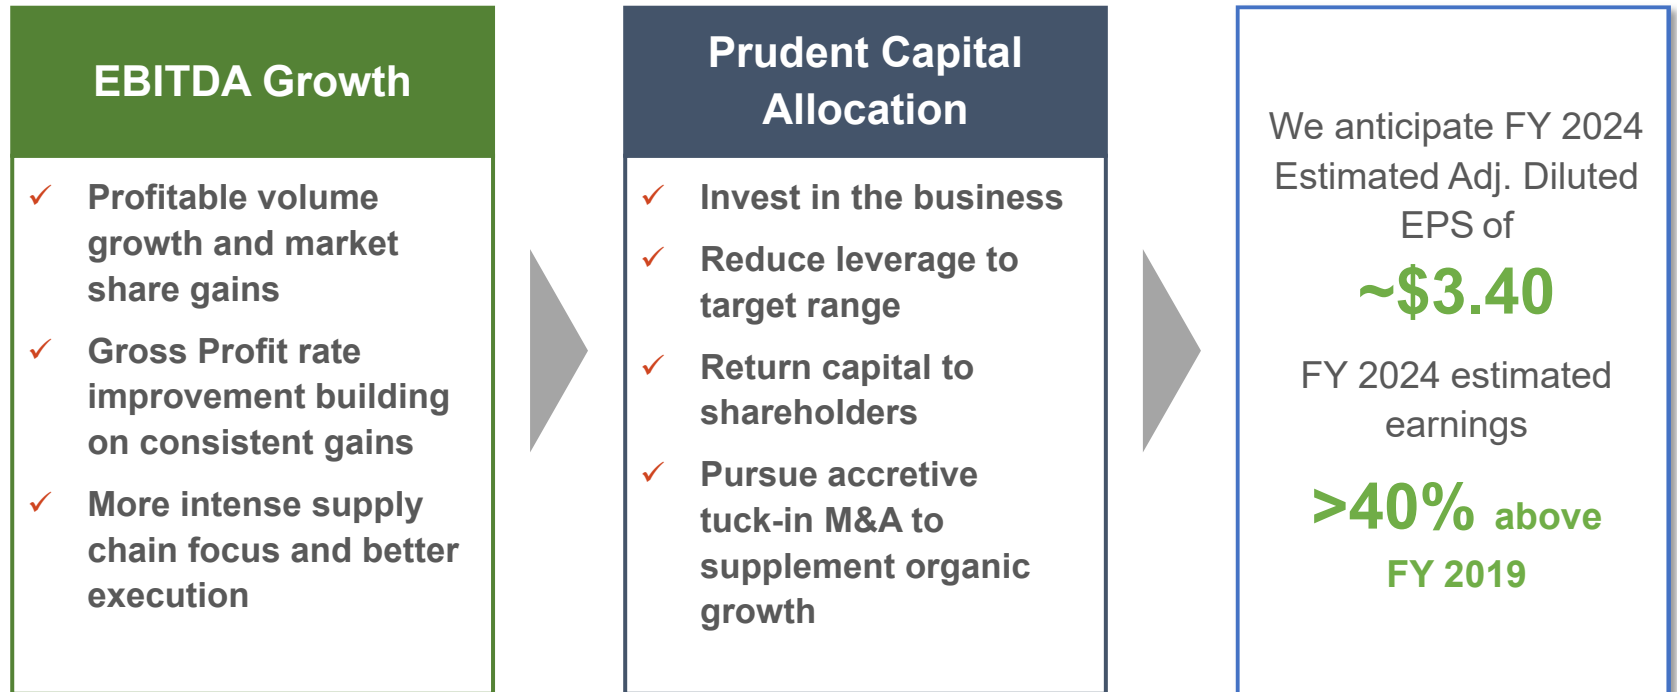 EBITDA Growth
✓ Profitable volume
growth and market
share gains
✓ Gross Profit rate
improvement building
on consistent gains
✓ More intense supply
chain focus and better
execution
Prudent Capital
Allocation
✓ Invest in the business
✓ Reduce leverage to
target range
✓ Return capital to
shareholders
✓ Pursue accretive
tuck-in M&A to
supplement organic
growth
We anticipate FY 2024
Estimated Adj. Diluted
EPS of
~$3.40
FY 2024 estimated
earnings
>40% above
FY 2019